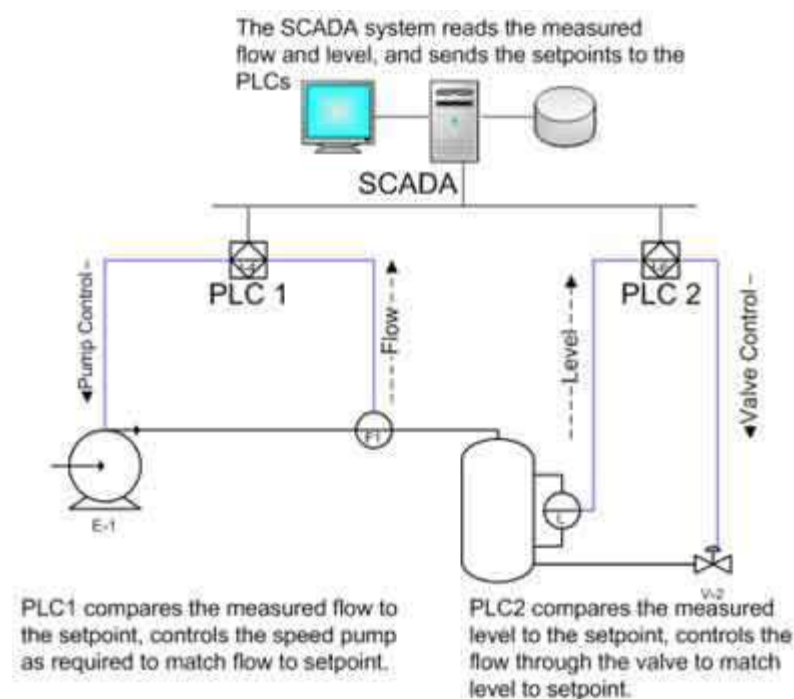 The SCADA system reads the measured
flow and level, and sends the setpoints to the
PLCs
SCADA
PLC 1
PLC 2
Pump Control
Flow
Level
Valve Control
F1
L
E-1
V-2
PLC1 compares the measured flow to
the setpoint, controls the speed pump
as required to match flow to setpoint.
PLC2 compares the measured
level to the setpoint, controls the
flow through the valve to match
level to setpoint.